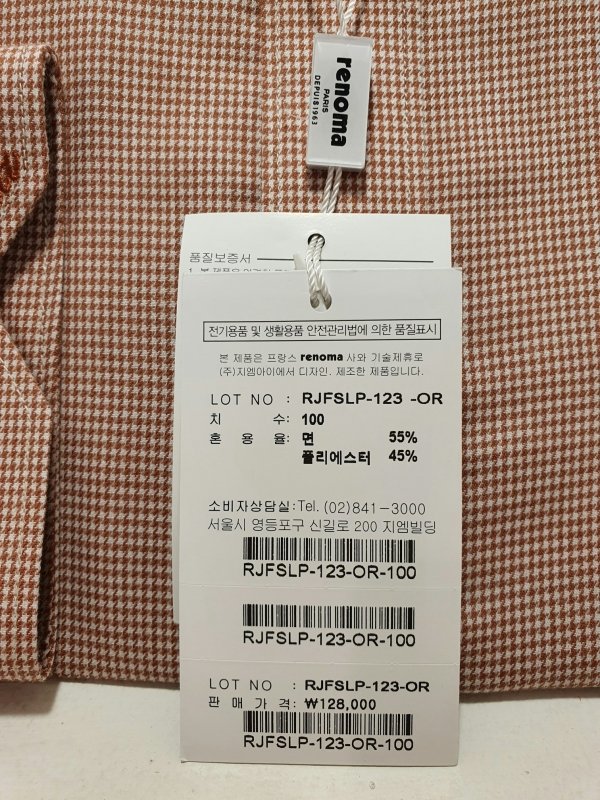 renoma
PARIS
DEPUIS1963
품질보증서
전기용품 및 생활용품 안전관리법에 의한 품질표시
본 제품은 프랑스 renoma 사와 기술제휴로
(주)지엠아이에서 디자인. 제조한 제품입니다.
LOT NO : RJFSLP-123 -OR
치 수: 100
혼 용 율: 면 55%
폴리에스터 45%
소비자상담실:Tel. (02)841-3000
서울시 영등포구 신길로 200 지엠빌딩
RJFSLP-123-OR-100
RJFSLP-123-OR-100
LOT NO : RJFSLP-123-OR
판 매 가 격: ₩128,000
RJFSLP-123-OR-100